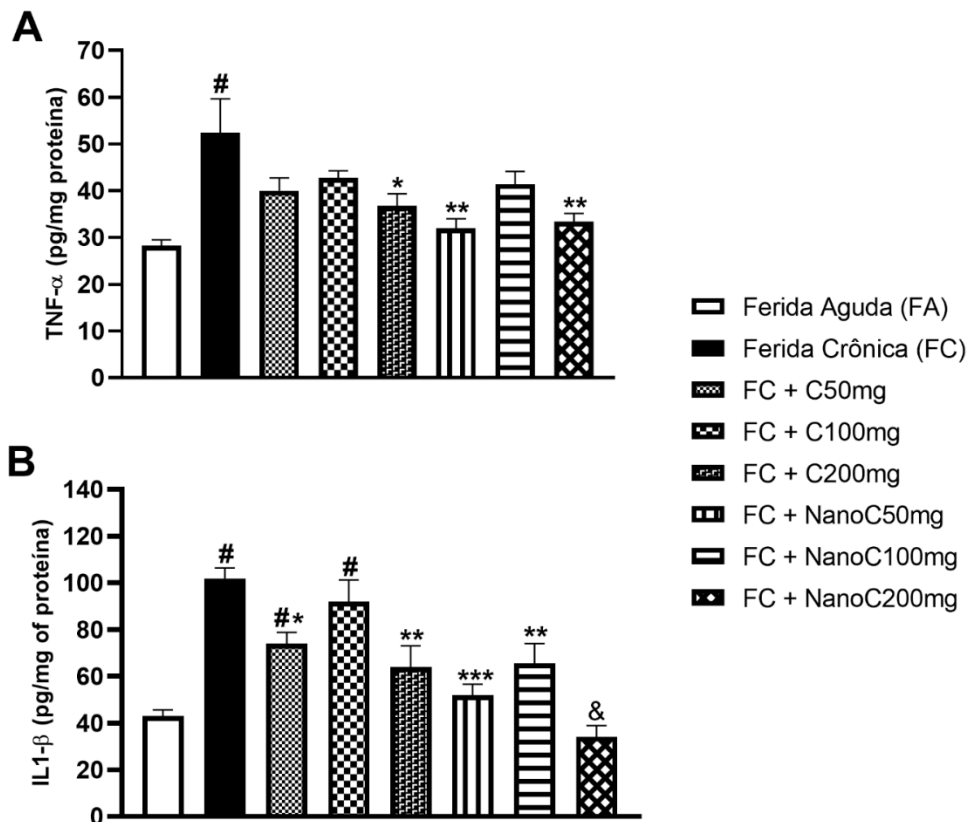 A
TNF-α (pg/mg proteína)
70
60
50
40
30
20
10
0
#
*
**
**
B
IL1-β (pg/mg of proteína)
140
120
100
80
60
40
20
0
#
#*
#
**
***
**
&
Ferida Aguda (FA)
Ferida Crônica (FC)
FC + C50mg
FC + C100mg
FC + C200mg
FC + NanoC50mg
FC + NanoC100mg
FC + NanoC200mg